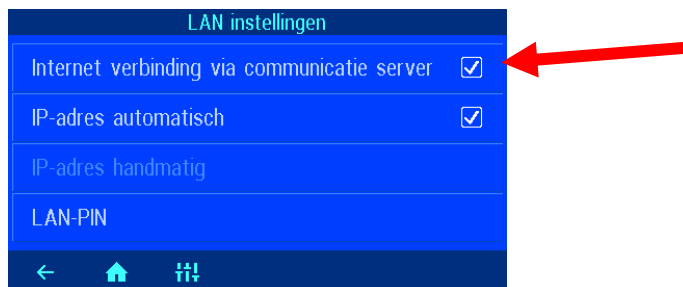 LAN instellingen
Internet verbinding via communicatie server
IP-adres automatisch
IP-adres handmatig
LAN-PIN